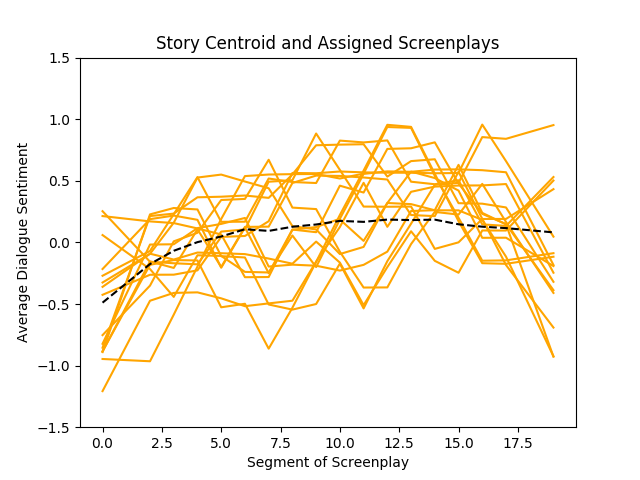 Story Centroid and Assigned Screenplays
Average Dialogue Sentiment
1.5
1.0
0.5
0.0
−0.5
−1.0
−1.5
0.0 2.5 5.0 7.5 10.0 12.5 15.0 17.5
Segment of Screenplay